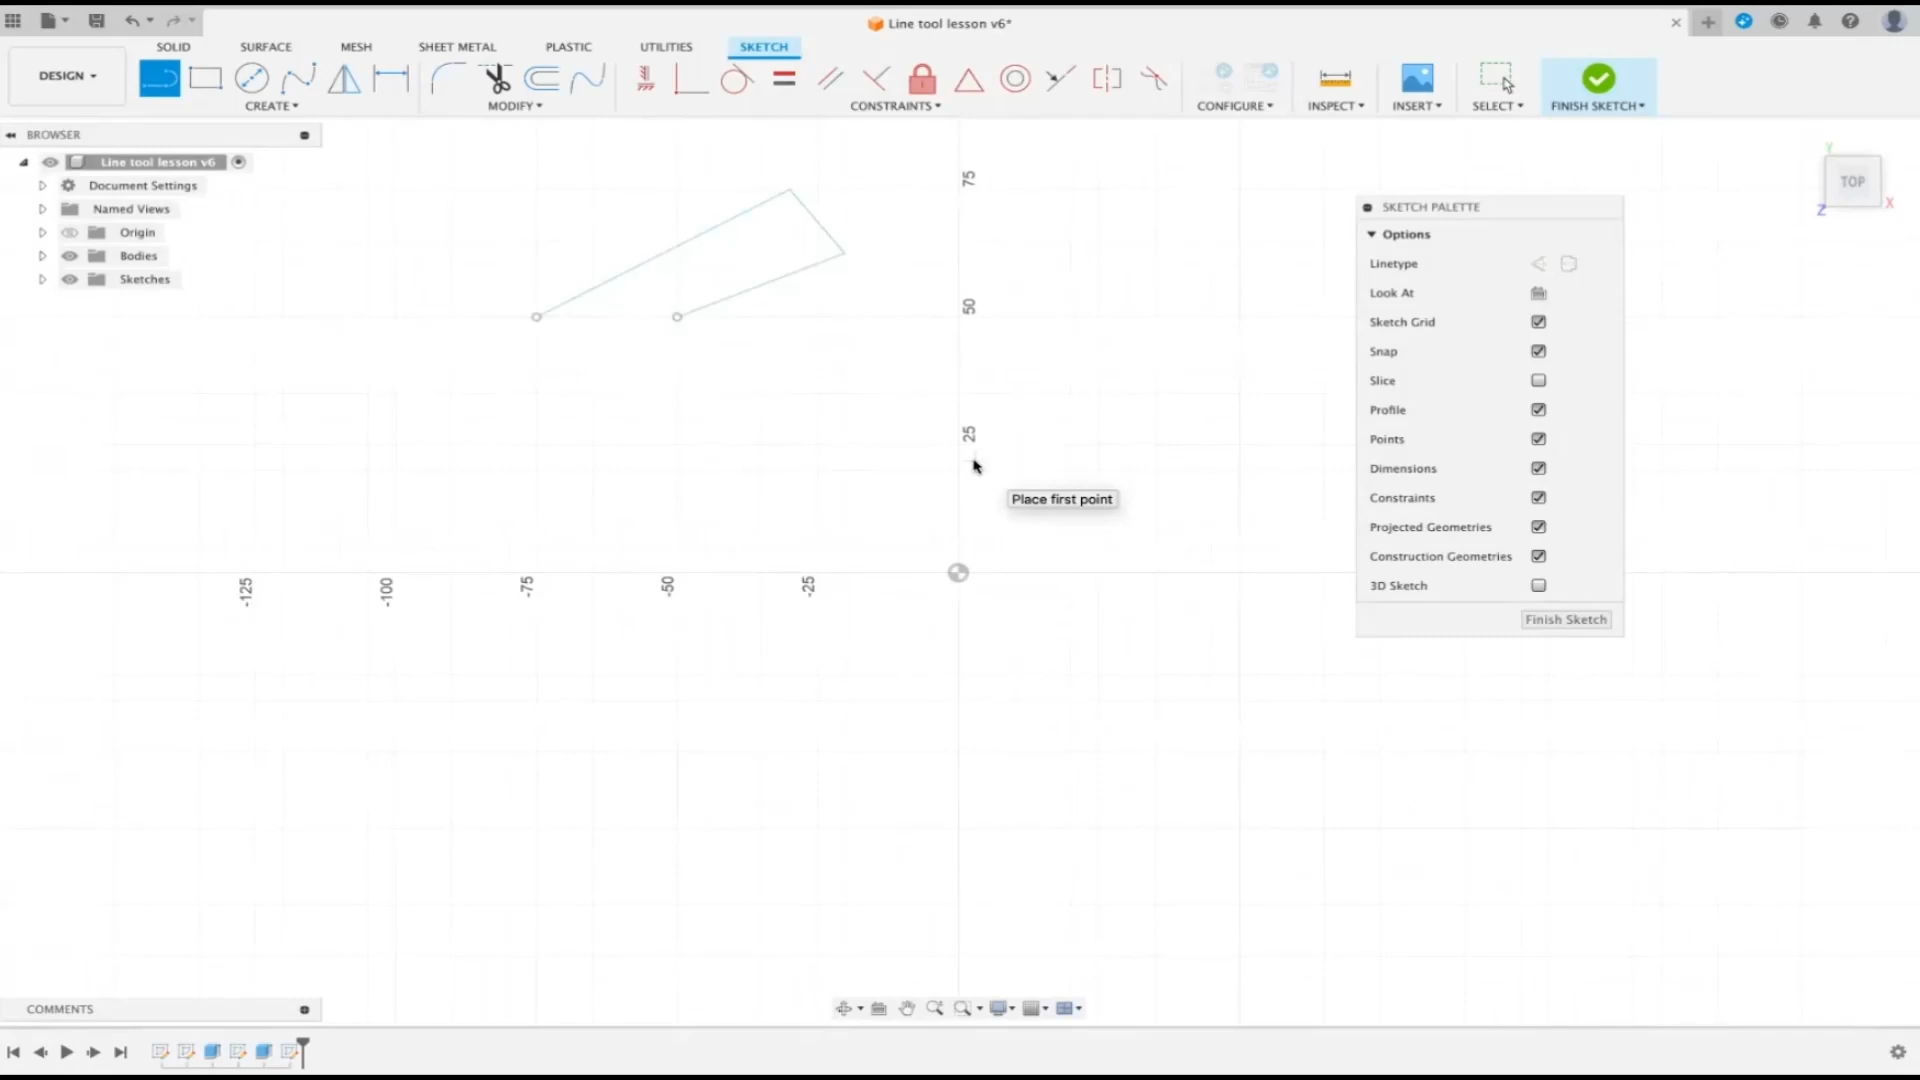 Line tool lesson v6*
SOLID SURFACE MESH SHEET METAL PLASTIC UTILITIES SKETCH
DESIGN
CREATE MODIFY CONSTRAINTS CONFIGURE INSPECT INSERT SELECT FINISH SKETCH
BROWSER
Line tool lesson v6
Document Settings
Named Views
Origin
Bodies
Sketches
75
50
25
-125 -100 -75 -50 -25
Place first point
TOP
Y
X
Z
SKETCH PALETTE
Options
Linetype
Look At
Sketch Grid
Snap
Slice
Profile
Points
Dimensions
Constraints
Projected Geometries
Construction Geometries
3D Sketch
Finish Sketch
COMMENTS